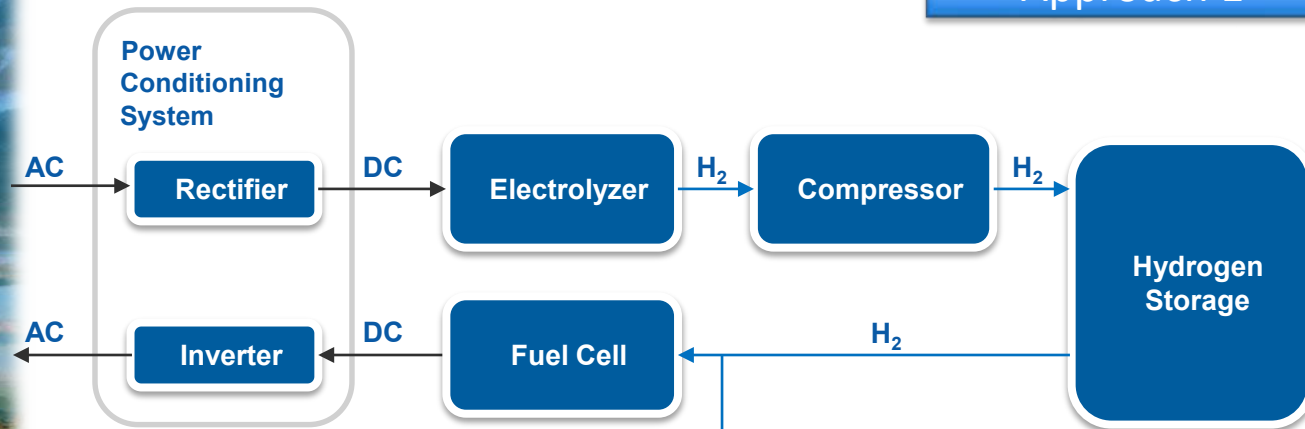 Power
Conditioning
System
AC
Rectifier
DC
Electrolyzer
H₂
Compressor
H₂
Hydrogen
Storage
AC
Inverter
DC
Fuel Cell
H₂